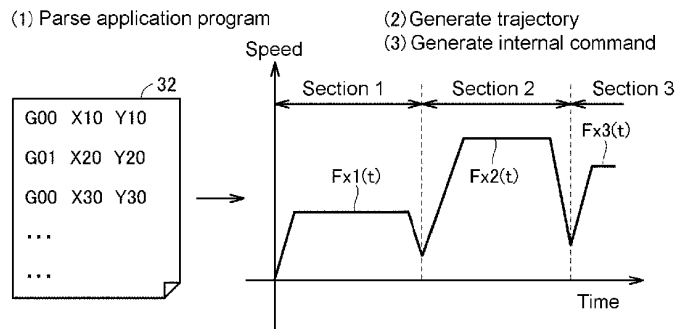 (1) Parse application program
(2) Generate trajectory
(3) Generate internal command
32
G00 X10 Y10
G01 X20 Y20
G00 X30 Y30
...
...
Speed
Section 1
Section 2
Section 3
Fx1(t)
Fx2(t)
Fx3(t)
Time